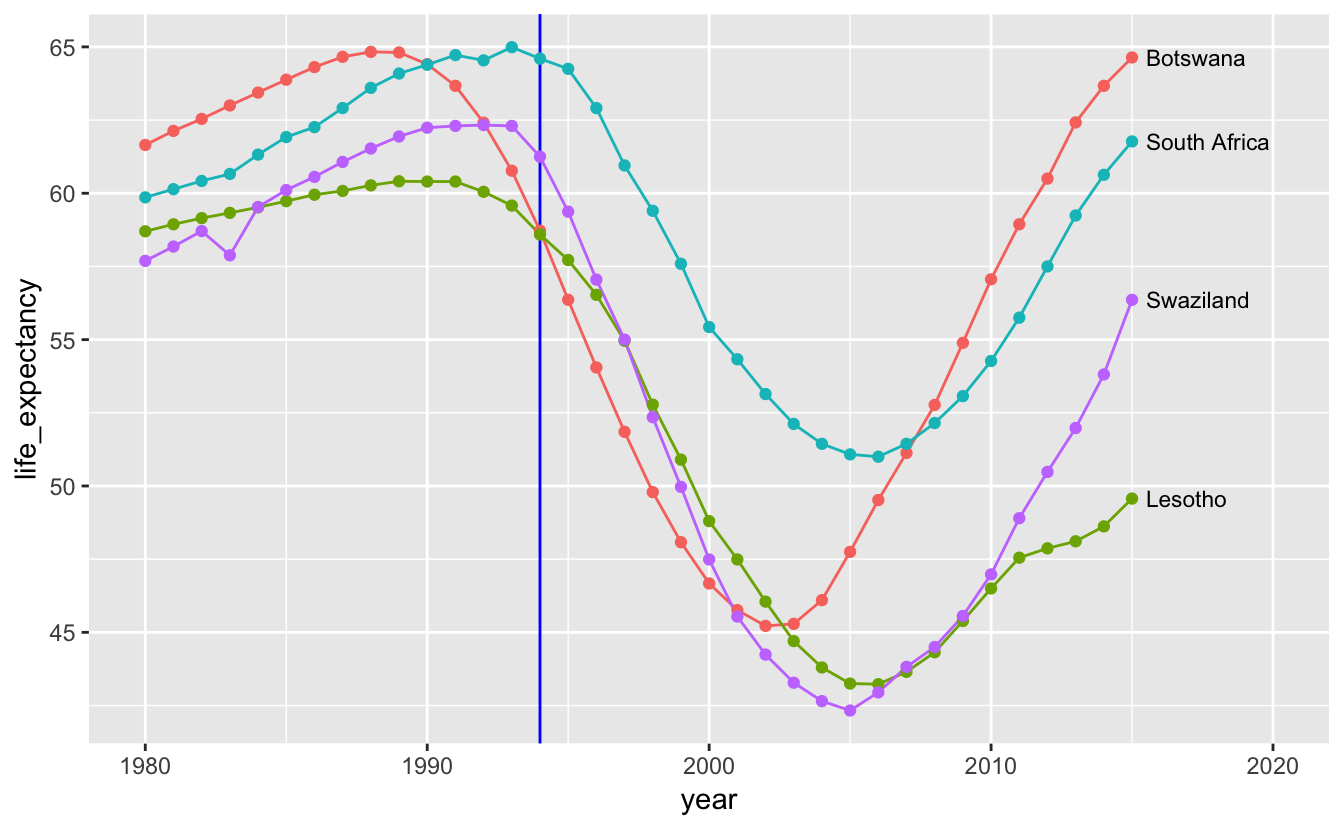 life_expectancy
65
60
55
50
45
Botswana
South Africa
Swaziland
Lesotho
1980
1990
2000
2010
2020
year